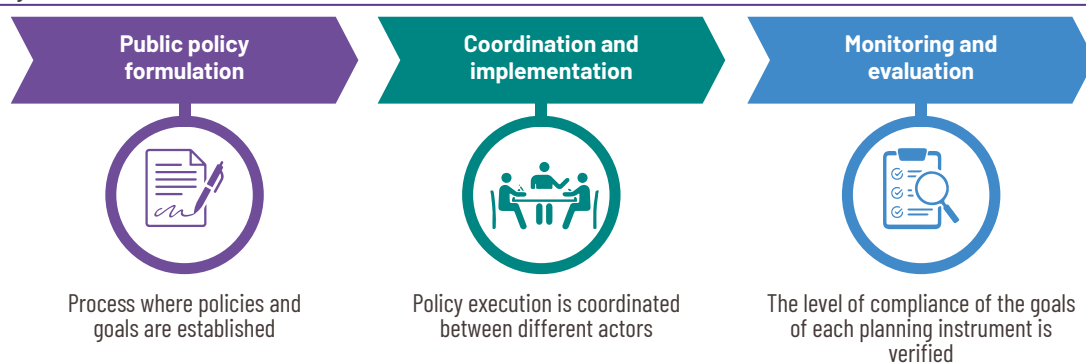 Public policy
formulation
Coordination and
implementation
Monitoring and
evaluation
Process where policies and
goals are established
Policy execution is coordinated
between different actors
The level of compliance of the goals
of each planning instrument is
verified